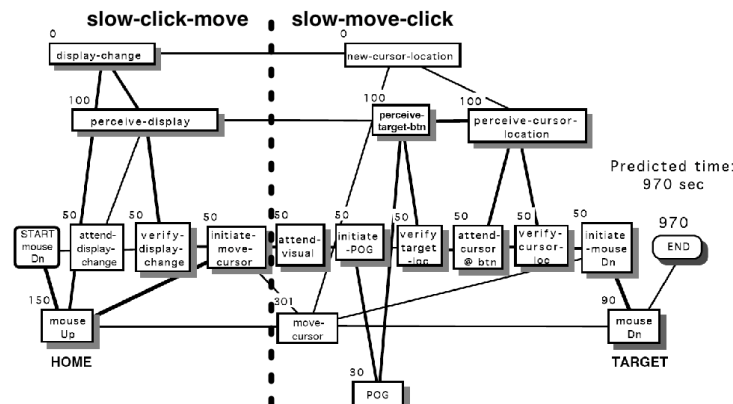 slow-click-move
slow-move-click
0
display-change
0
new-cursor-location
100
perceive-display
100
perceive-
target-btn
100
perceive-cursor-
location
Predicted time:
970 sec
START
mouse
Dn
50
attend-
display-
change
50
verify-
display-
change
50
initiate-
move-
cursor
50
attend-
visual
50
initiate
-POG
50
verify
target
-loc
50
attend-
cursor
@ btn
50
verify-
cursor-
loc
50
initiate
-mouse
Dn
970
END
150
mouse
Up
301
move-
cursor
90
mouse
Dn
HOME
TARGET
30
POG